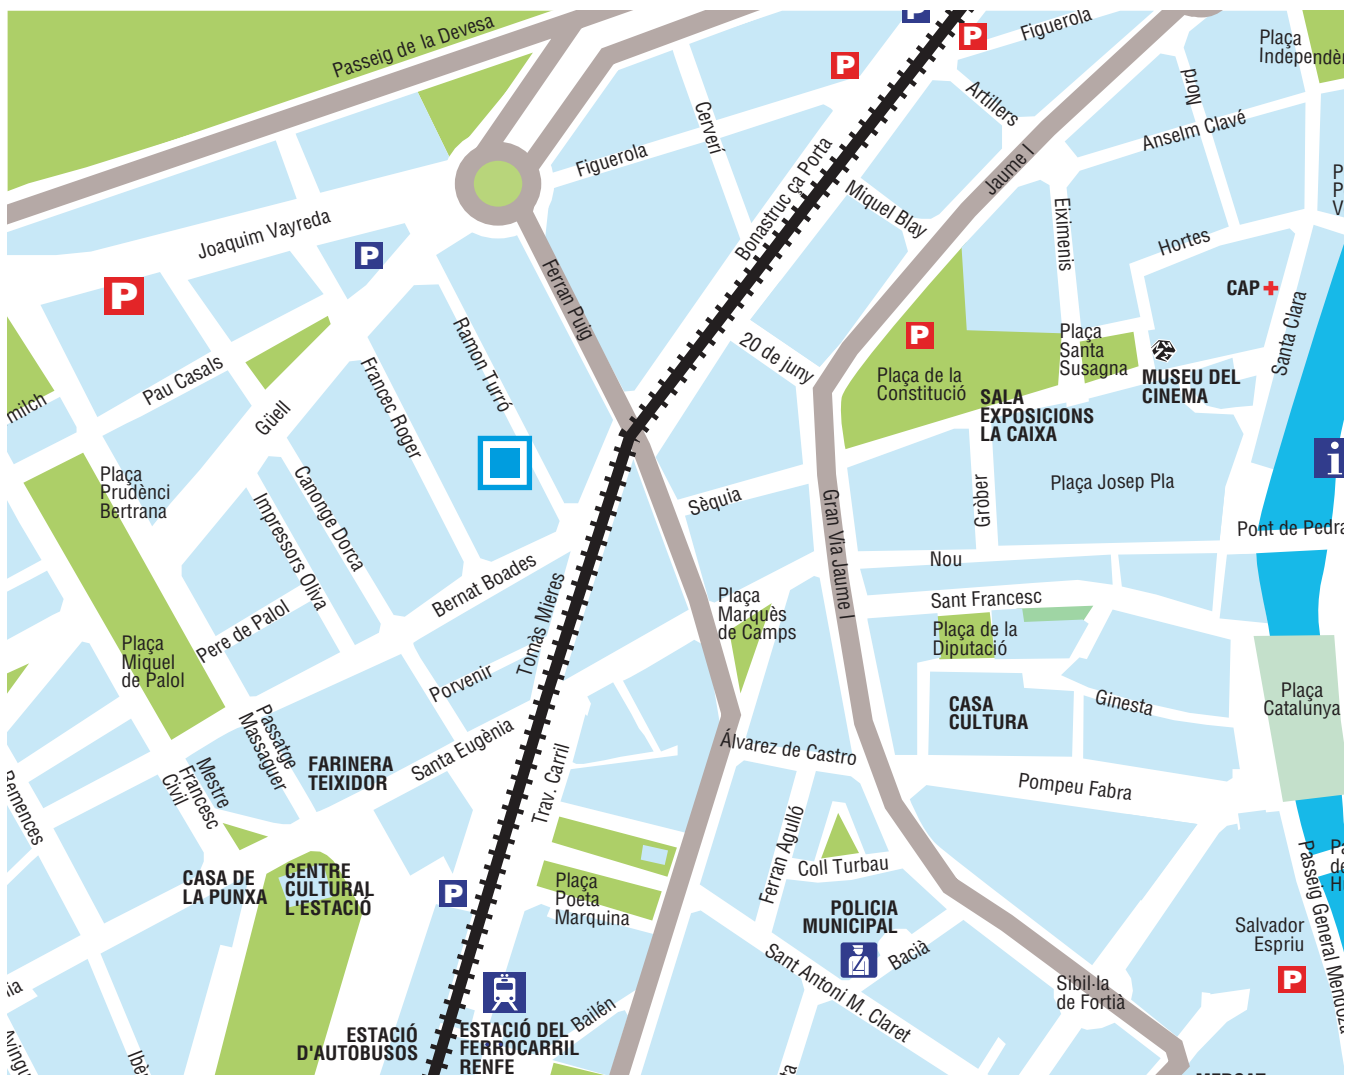 Passeig de la Devesa
P
P
P
Figuerola
Plaça
Nord
Artillers
Anselm Clavé
Cerverí
Figuerola
Bonastruc ça Porta
Jaume I
Miquel Blay
Eiximenis
Hortes
Joaquim Vayreda
P
P
CAP
Santa Clara
Ferran Puig
Ramon Turró
20 de juny
P
Plaça de la
Constitució
Plaça
Santa
Susagna
MUSEU DEL
CINEMA
SALA
EXPOSICIONS
LA CAIXA
Pau Casals
Güell
Francec Roger
Plaça
Prudènci
Bertrana
Canonge Dorca
Impressors Oliva
Sèquia
Gran Via Jaume I
Gròber
Plaça Josep Pla
i
Pont de Pedra
Nou
Bernat Boades
Tomàs Mieres
Plaça
Marquès
de Camps
Sant Francesc
Plaça de la
Diputació
Pere de Palol
Plaça
Miquel
de Palol
Porvenir
Plaça
Catalunya
CASA
CULTURA
Ginesta
Passatge
Massaguer
Santa Eugènia
Álvarez de Castro
FARINERA
TEIXIDOR
Mestre
Francesc
Civil
Trav. Carril
Pompeu Fabra
Ferran Agulló
Coll Turbau
CASA DE
LA PUNXA
CENTRE
CULTURAL
L'ESTACIÓ
P
Plaça
Poeta
Marquina
POLICIA
MUNICIPAL
Bacià
Sant Antoni M. Claret
Passeig General Mendoza
Salvador
Espriu
P
Sibil·la
de Fortià
Bailén
ESTACIÓ
D'AUTOBUSOS
ESTACIÓ DEL
FERROCARRIL
RENFE